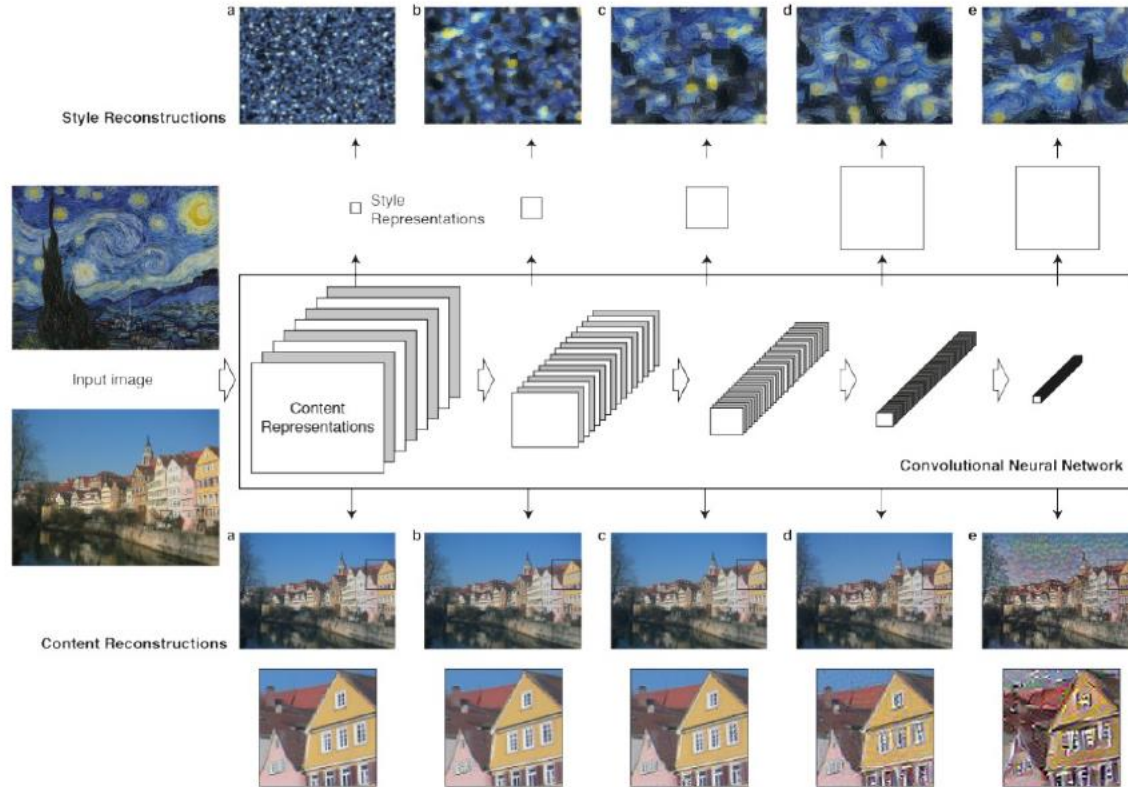 a b c d e
Style Reconstructions
Style
Representations
Input image
Content
Representations
Convolutional Neural Network
a b c d e
Content Reconstructions